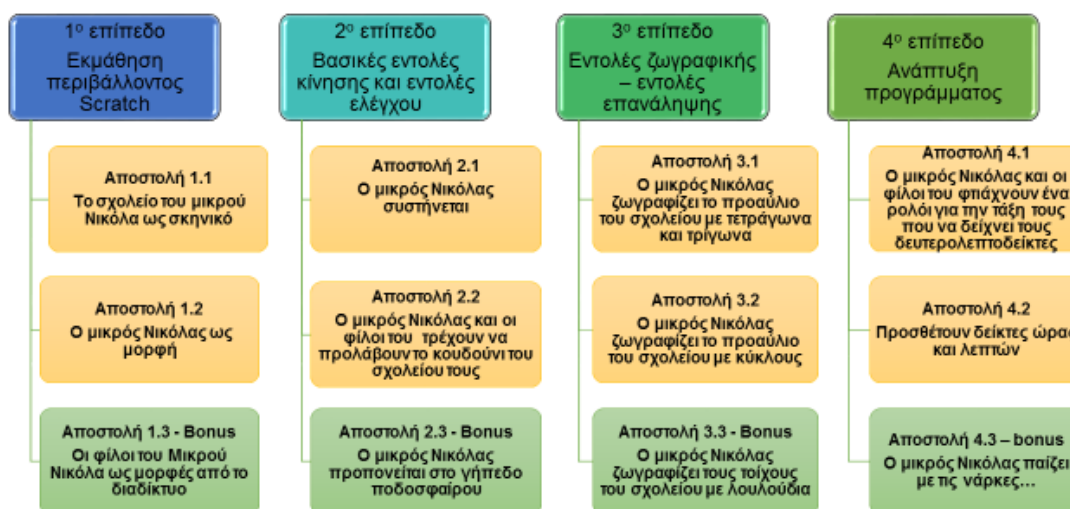 1ο επίπεδο
Εκμάθηση
περιβάλλοντος
Scratch
Αποστολή 1.1
Το σχολείο του μικρού
Νικόλα ως σκηνικό
Αποστολή 1.2
Ο μικρός Νικόλας ως
μορφή
Αποστολή 1.3 - Bonus
Οι φίλοι του Μικρού
Νικόλα ως μορφές από το
διαδίκτυο
2ο επίπεδο
Βασικές εντολές
κίνησης και εντολές
ελέγχου
Αποστολή 2.1
Ο μικρός Νικόλας
συστήνεται
Αποστολή 2.2
Ο μικρός Νικόλας και οι
φίλοι του τρέχουν να
προλάβουν το κουδούνι του
σχολείου τους
Αποστολή 2.3 - Bonus
Ο μικρός Νικόλας
προπονείται στο γήπεδο
ποδοσφαίρου
3ο επίπεδο
Εντολές ζωγραφικής
– εντολές
επανάληψης
Αποστολή 3.1
Ο μικρός Νικόλας
ζωγραφίζει το προαύλιο
του σχολείου με τετράγωνα
και τρίγωνα
Αποστολή 3.2
Ο μικρός Νικόλας
ζωγραφίζει το προαύλιο
του σχολείου με κύκλους
Αποστολή 3.3 - Bonus
Ο μικρός Νικόλας
ζωγραφίζει τους τοίχους
του σχολείου με λουλούδια
4ο επίπεδο
Ανάπτυξη
προγράμματος
Αποστολή 4.1
Ο μικρός Νικόλας και οι
φίλοι του φτιάχνουν ένα
ρολόι για την τάξη τους
που να δείχνει τους
δευτερολεπτοδείκτες
Αποστολή 4.2
Προσθέτουν δείκτες ώρας
και λεπτών
Αποστολή 4.3 – bonus
Ο μικρός Νικόλας παίζει
με τις νάρκες…